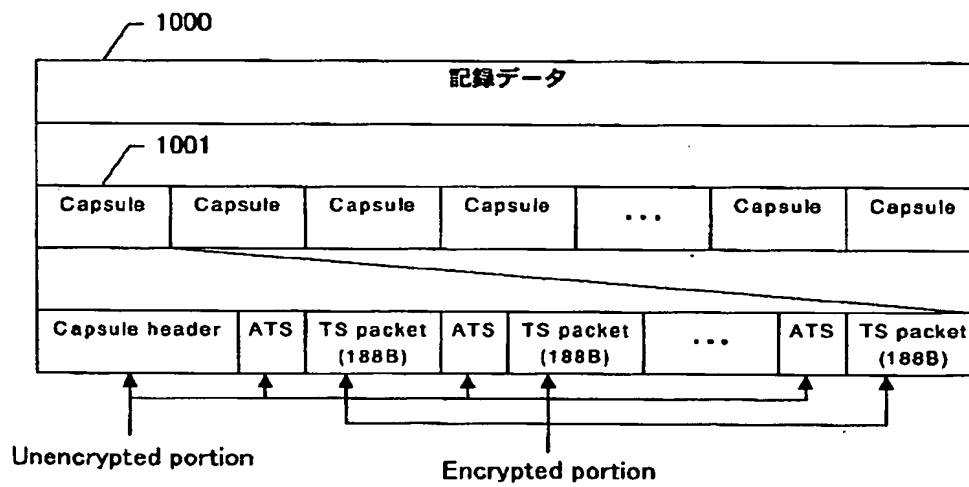 1000
記録データ
1001
Capsule Capsule Capsule Capsule ... Capsule Capsule
Capsule header ATS TS packet (188B) ATS TS packet (188B) ... ATS TS packet (188B)
Unencrypted portion
Encrypted portion